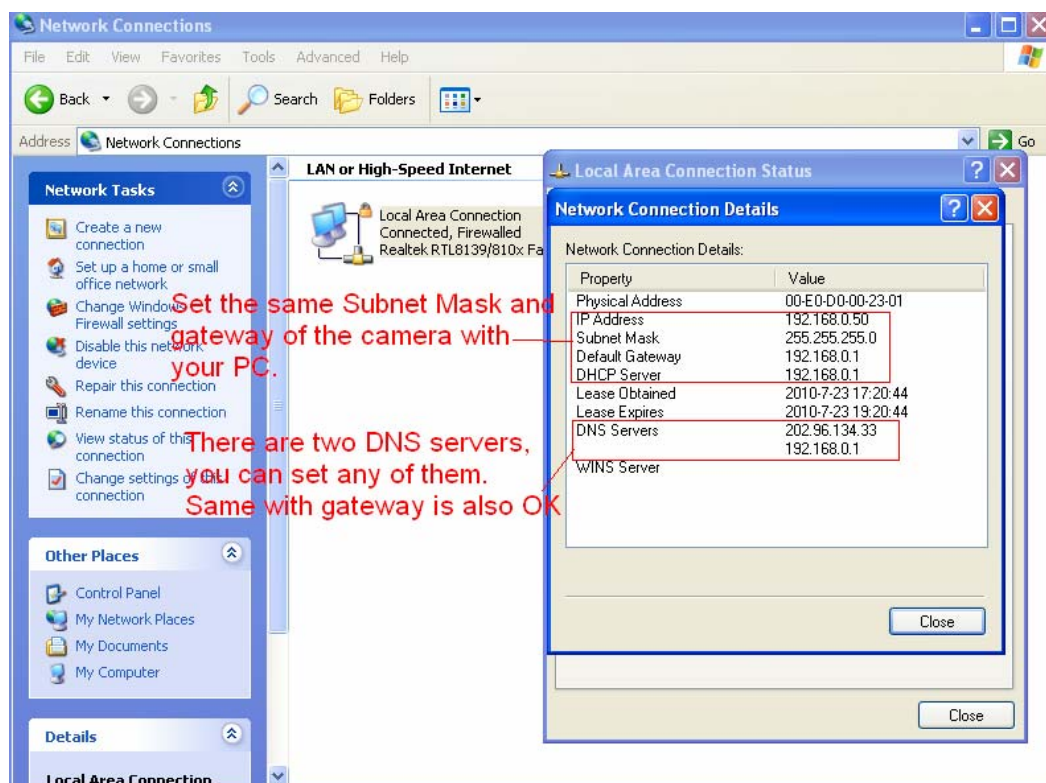 Network Connections
File Edit View Favorites Tools Advanced Help
Back Search Folders
Address Network Connections Go
Network Tasks
Create a new
connection
Set up a home or small
office network
Change Windows
Firewall settings
Disable this network
device
Repair this connection
Rename this connection
View status of this
connection
Change settings of this
connection
Other Places
Control Panel
My Network Places
My Documents
My Computer
Details
Local Area Connection
LAN or High-Speed Internet
Local Area Connection
Connected, Firewalled
Realtek RTL8139/810x Fa
Set the same Subnet Mask and
gateway of the camera with
your PC.
There are two DNS servers,
you can set any of them.
Same with gateway is also OK
Local Area Connection Status
Network Connection Details
Network Connection Details:
Property Value
Physical Address 00-E0-D0-00-23-01
IP Address 192.168.0.50
Subnet Mask 255.255.255.0
Default Gateway 192.168.0.1
DHCP Server 192.168.0.1
Lease Obtained 2010-7-23 17:20:44
Lease Expires 2010-7-23 19:20:44
DNS Servers 202.96.134.33
192.168.0.1
WINS Server
Close
Close